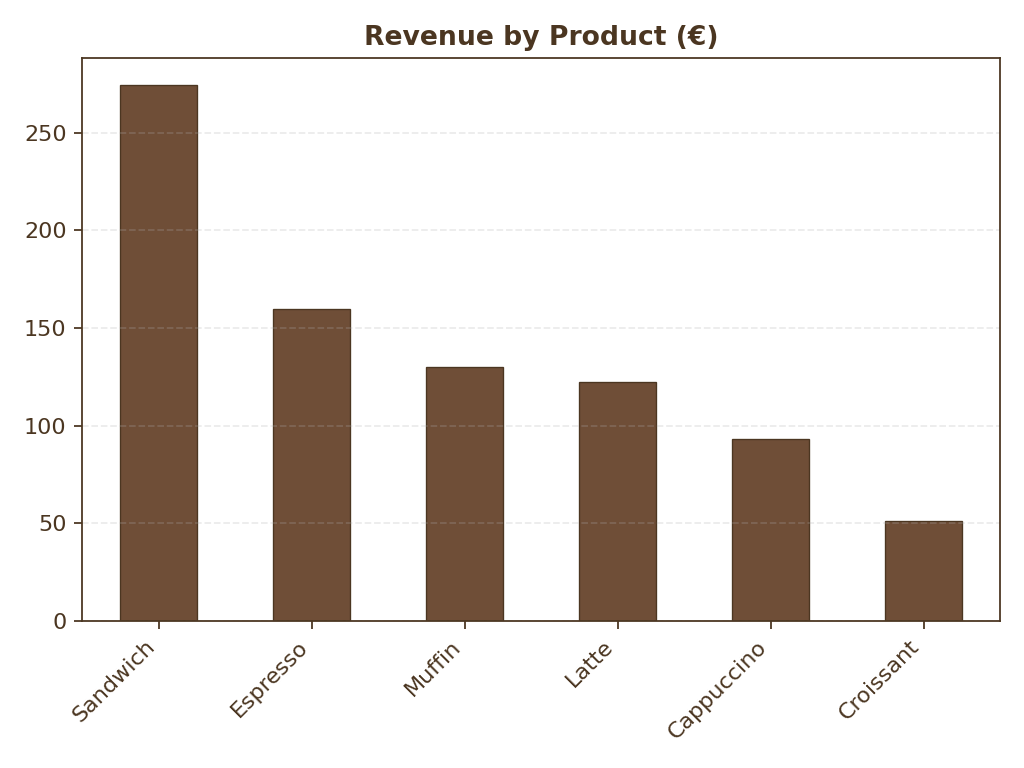 Revenue by Product (€)
250
200
150
100
50
0
Sandwich
Espresso
Muffin
Latte
Cappuccino
Croissant